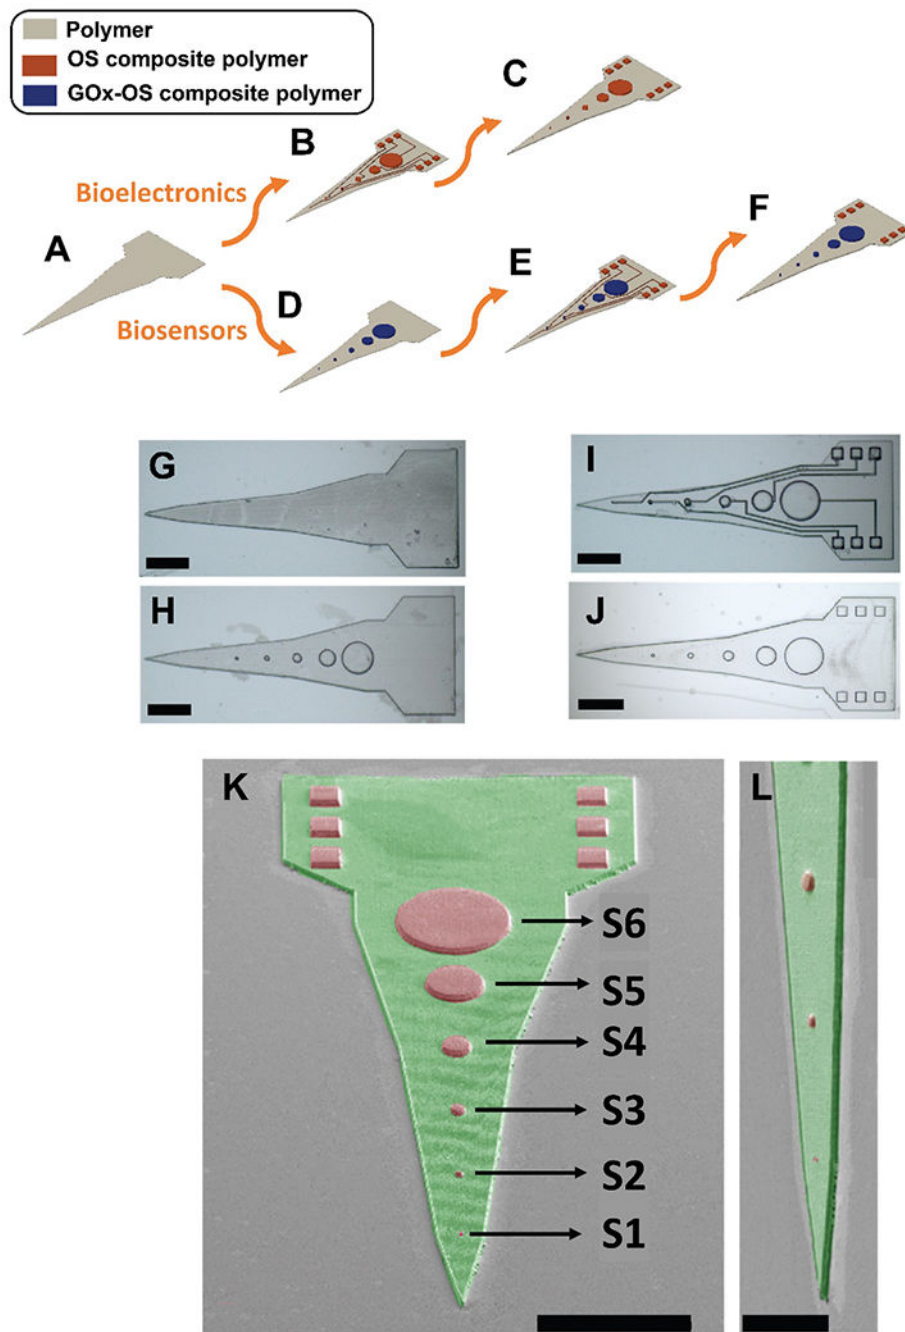 Polymer
OS composite polymer
GOx-OS composite polymer
C
B
Bioelectronics
F
A
E
D
Biosensors
G
I
H
J
K
L
S6
S5
S4
S3
S2
S1